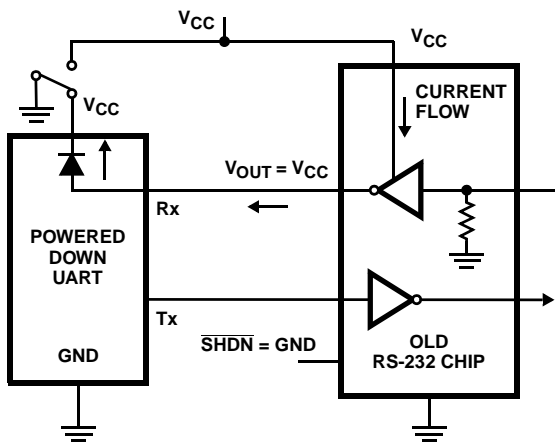 VCC
VCC
VCC
CURRENT
FLOW
VOUT = VCC
Rx
POWERED
DOWN
UART
Tx
GND
SHDN = GND
OLD
RS-232 CHIP